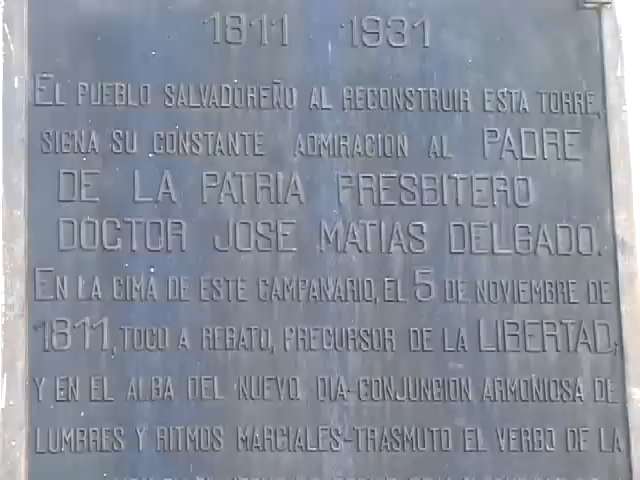 1811 1931
EL PUEBLO SALVADOREÑO AL RECONSTRUIR ESTA TORRE,
SIGNA SU CONSTANTE ADMIRACION AL PADRE
DE LA PATRIA PRESBITERO
DOCTOR JOSE MATIAS DELGADO.
EN LA CIMA DE ESTE CAMPANARIO, EL 5 DE NOVIEMBRE DE
1811, TOCO A REBATO, PRECURSOR DE LA LIBERTAD,
Y EN EL ALBA DEL NUEVO DIA-CONJUNCION ARMONIOSA DE
LUMBRES Y RITMOS MARCIALES-TRASMUTO EL VERBO DE LA